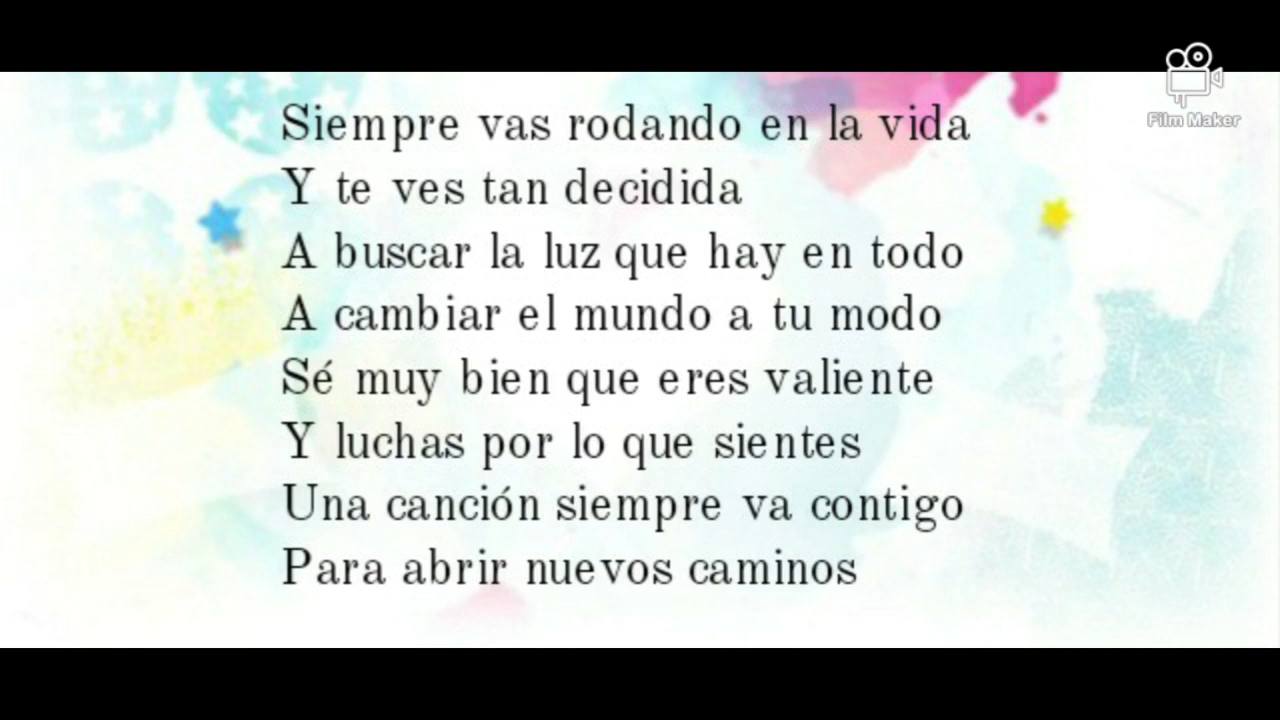 Siempre vas rodando en la vida
Y te ves tan decidida
A buscar la luz que hay en todo
A cambiar el mundo a tu modo
Sé muy bien que eres valiente
Y luchas por lo que sientes
Una canción siempre va contigo
Para abrir nuevos caminos
Film Maker